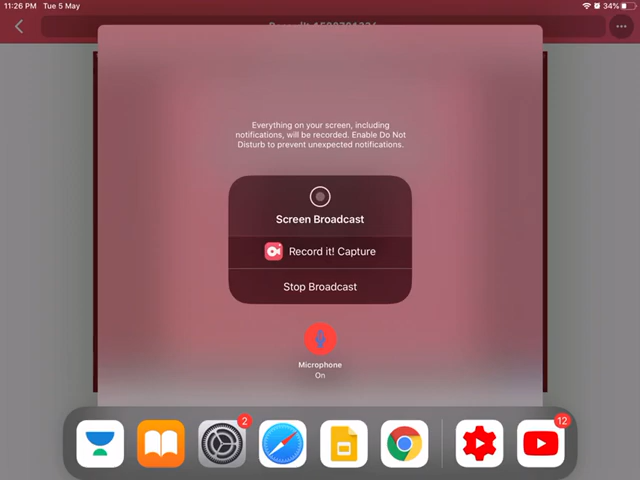 11:26 PM Tue 5 May
34%
Everything on your screen, including
notifications, will be recorded. Enable Do Not
Disturb to prevent unexpected notifications.
Screen Broadcast
Record it! Capture
Stop Broadcast
Microphone
On
2
12